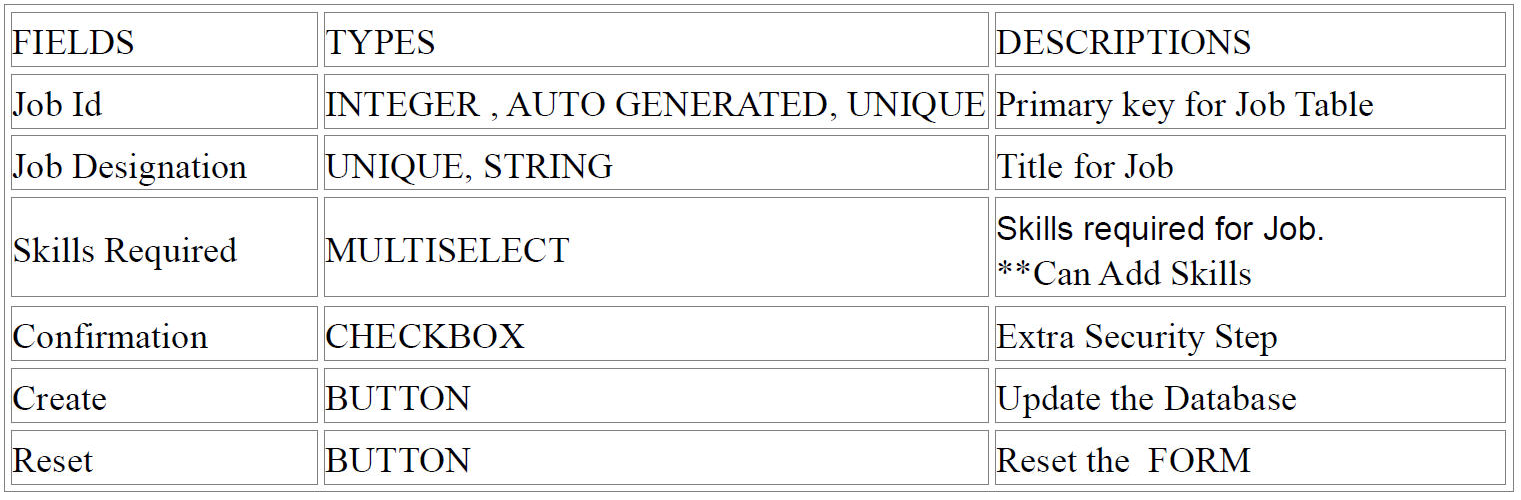 FIELDS TYPES DESCRIPTIONS
Job Id INTEGER , AUTO GENERATED, UNIQUE Primary key for Job Table
Job Designation UNIQUE, STRING Title for Job
Skills Required MULTISELECT Skills required for Job.
**Can Add Skills
Confirmation CHECKBOX Extra Security Step
Create BUTTON Update the Database
Reset BUTTON Reset the  FORM